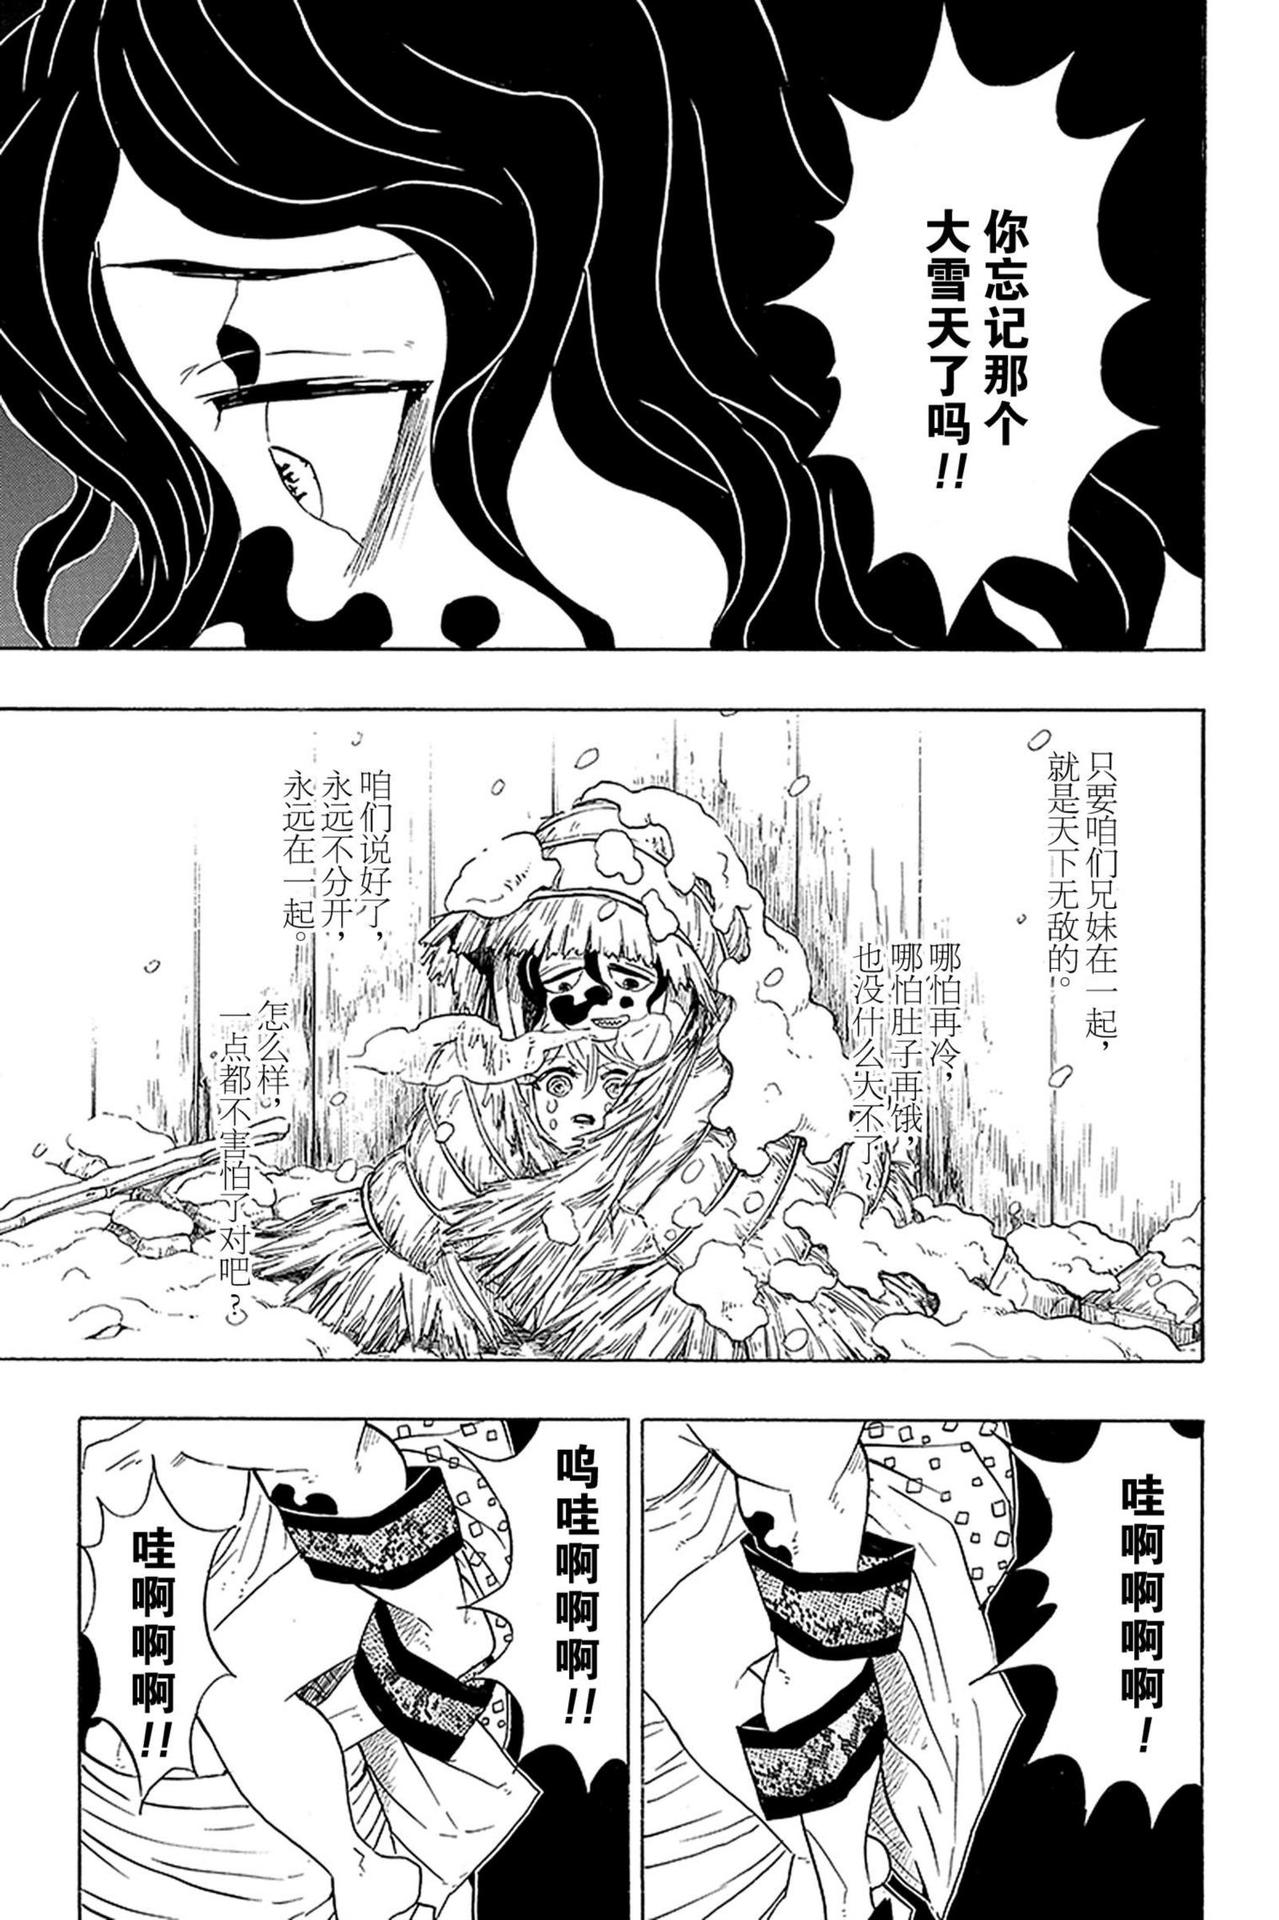 你忘记那个
大雪天了吗!!
只要咱们兄妹在一起，
就是天下无敌的。
哪怕再冷，
哪怕肚子再饿，
也没什么大不了~
咱们说好了，
永远不分开，
永远在一起。
怎么样，
一点都不害怕了对吧？
哇啊啊啊啊!
呜哇啊啊啊!!
哇啊啊啊!!